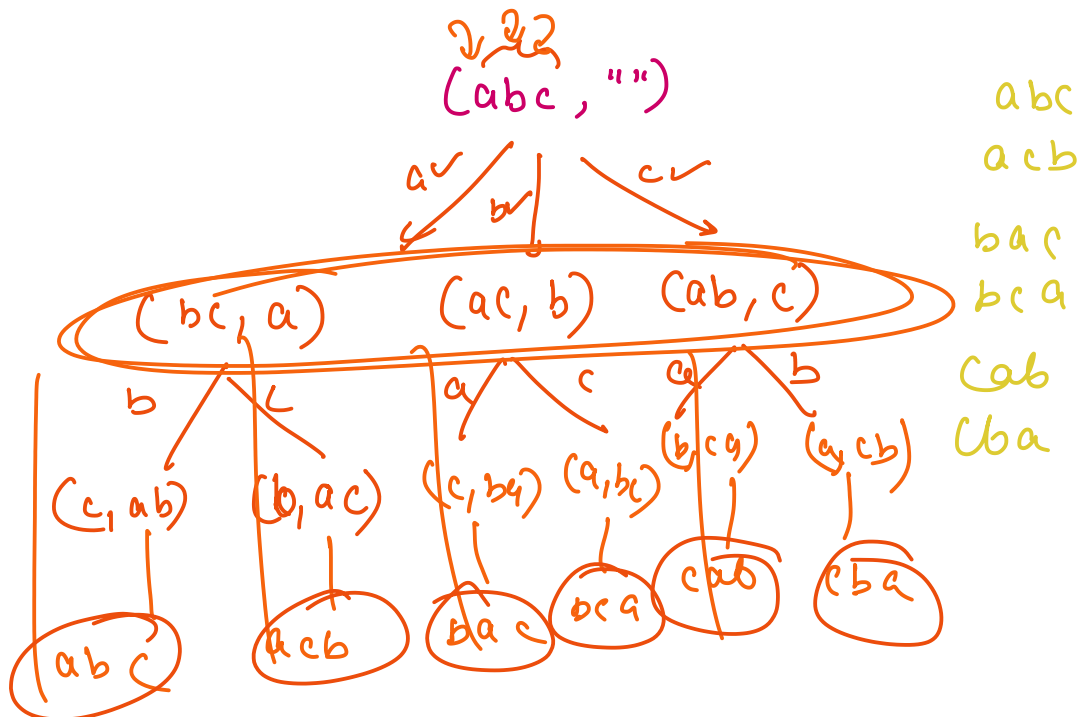 (abc, "")
a b c
(bc, a) (ac, b) (ab, c)
b c a c a b
(c, ab) (b, ac) (c, ba) (a, bc) (b, ca) (a, cb)
abc acb bac bca cab cba
abc
acb
bac
bca
cab
cba